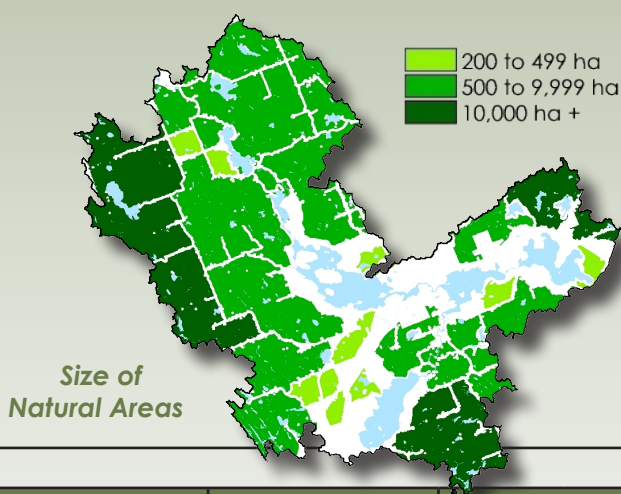 200 to 499 ha
500 to 9,999 ha
10,000 ha +
Size of
Natural Areas